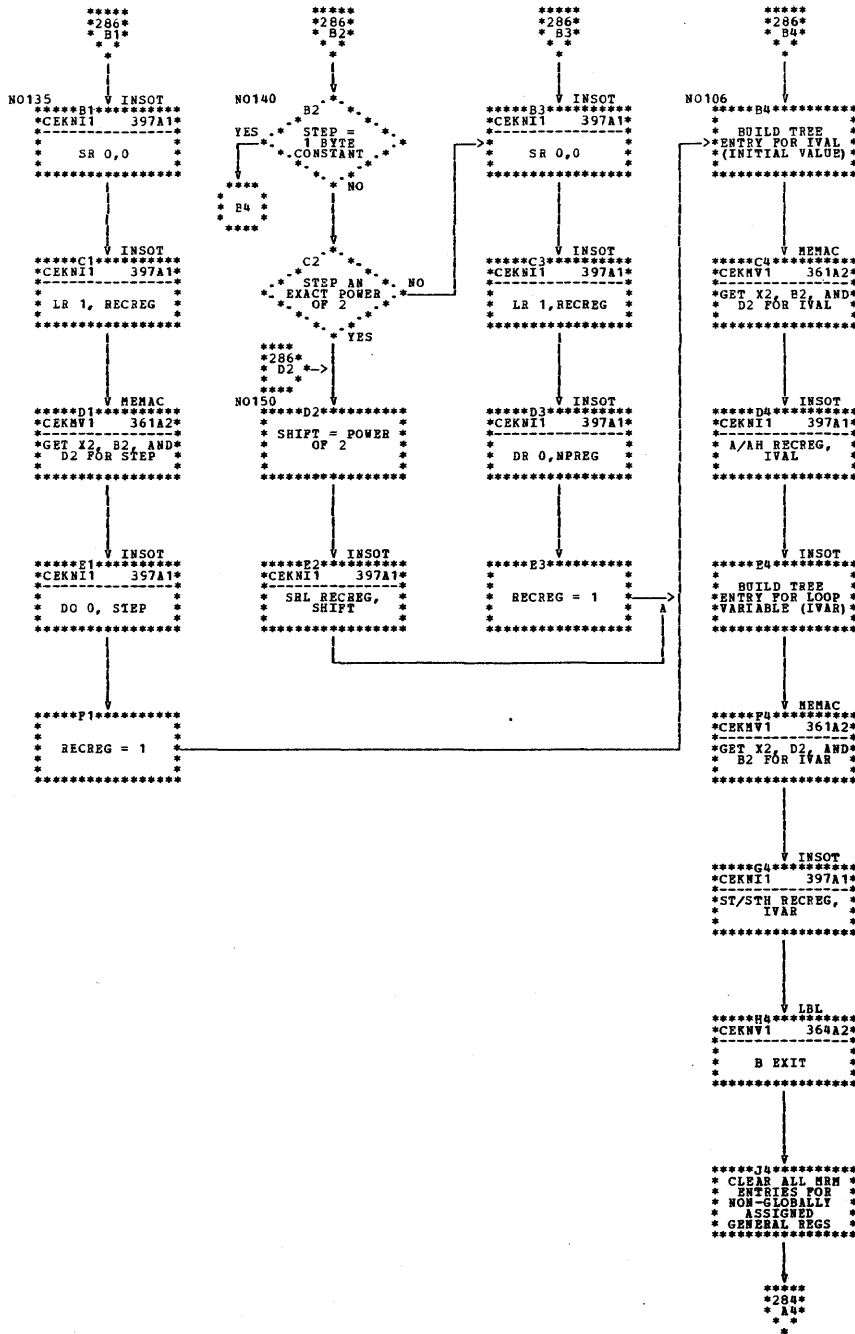 *286*
B1
NO135
B1 INSOT
*CEKNI1 397A1*
SR 0,0
C1 INSOT
*CEKNI1 397A1*
LR 1, RECREG
D1 MEMAC
*CEKMV1 361A2*
*GET X2, B2, AND*
D2 FOR STEP
E1 INSOT
*CEKNI1 397A1*
DO 0, STEP
F1
RECREG = 1
*286*
B2
NO140
B2
STEP =
1 BYTE
CONSTANT
YES
NO
B4
C2
STEP AN
EXACT POWER
OF 2
NO
YES
*286*
D2 *->
NO150
D2
SHIFT = POWER
OF 2
E2 INSOT
*CEKNI1 397A1*
SRL RECREG,
SHIFT
*286*
B3
B3 INSOT
*CEKNI1 397A1*
SR 0,0
C3 INSOT
*CEKNI1 397A1*
LR 1,RECREG
D3 INSOT
*CEKNI1 397A1*
DR 0,NPREG
E3
RECREG = 1
A
*286*
B4
NO106
B4
BUILD TREE
ENTRY FOR IVAL
(INITIAL VALUE)
C4 MEMAC
*CEKMV1 361A2*
*GET X2, B2, AND*
D2 FOR IVAL
D4 INSOT
*CEKNI1 397A1*
A/AH RECREG,
IVAL
E4 INSOT
BUILD TREE
ENTRY FOR LOOP
VARIABLE (IVAR)
F4 MEMAC
*CEKMV1 361A2*
*GET X2, D2, AND*
B2 FOR IVAR
G4 INSOT
*CEKNI1 397A1*
*ST/STH RECREG,
IVAR
H4 LBL
*CEKNV1 364A2*
B EXIT
J4
CLEAR ALL MRM
ENTRIES FOR
NON-GLOBALLY
ASSIGNED
GENERAL REGS
*284*
A4